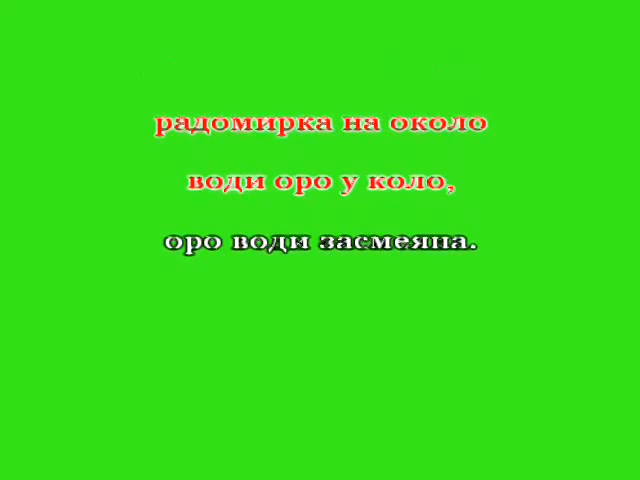 радомирка на около
води оро у коло,
оро води засмеяна.